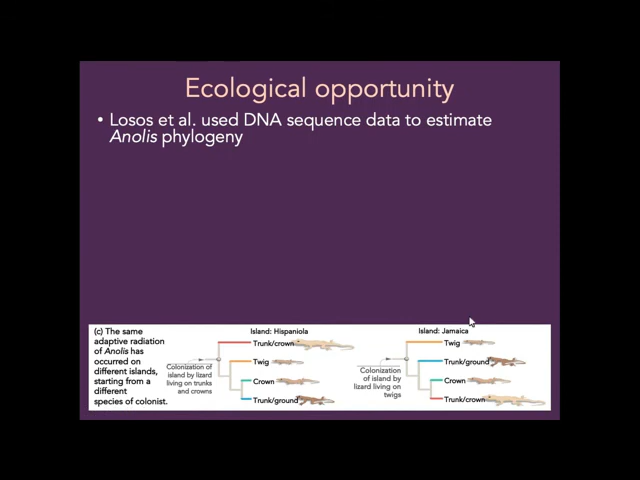 Ecological opportunity
• Losos et al. used DNA sequence data to estimate
Anolis phylogeny
(c) The same
adaptive radiation
of Anolis has
occurred on
different islands,
starting from a
different
species of colonist.
Island: Hispaniola
Trunk/crown
Twig
Crown
Trunk/ground
Colonization of
island by lizard
living on trunks
and crowns
Island: Jamaica
Twig
Trunk/ground
Crown
Trunk/crown
Colonization
of island by
lizard living on
twigs